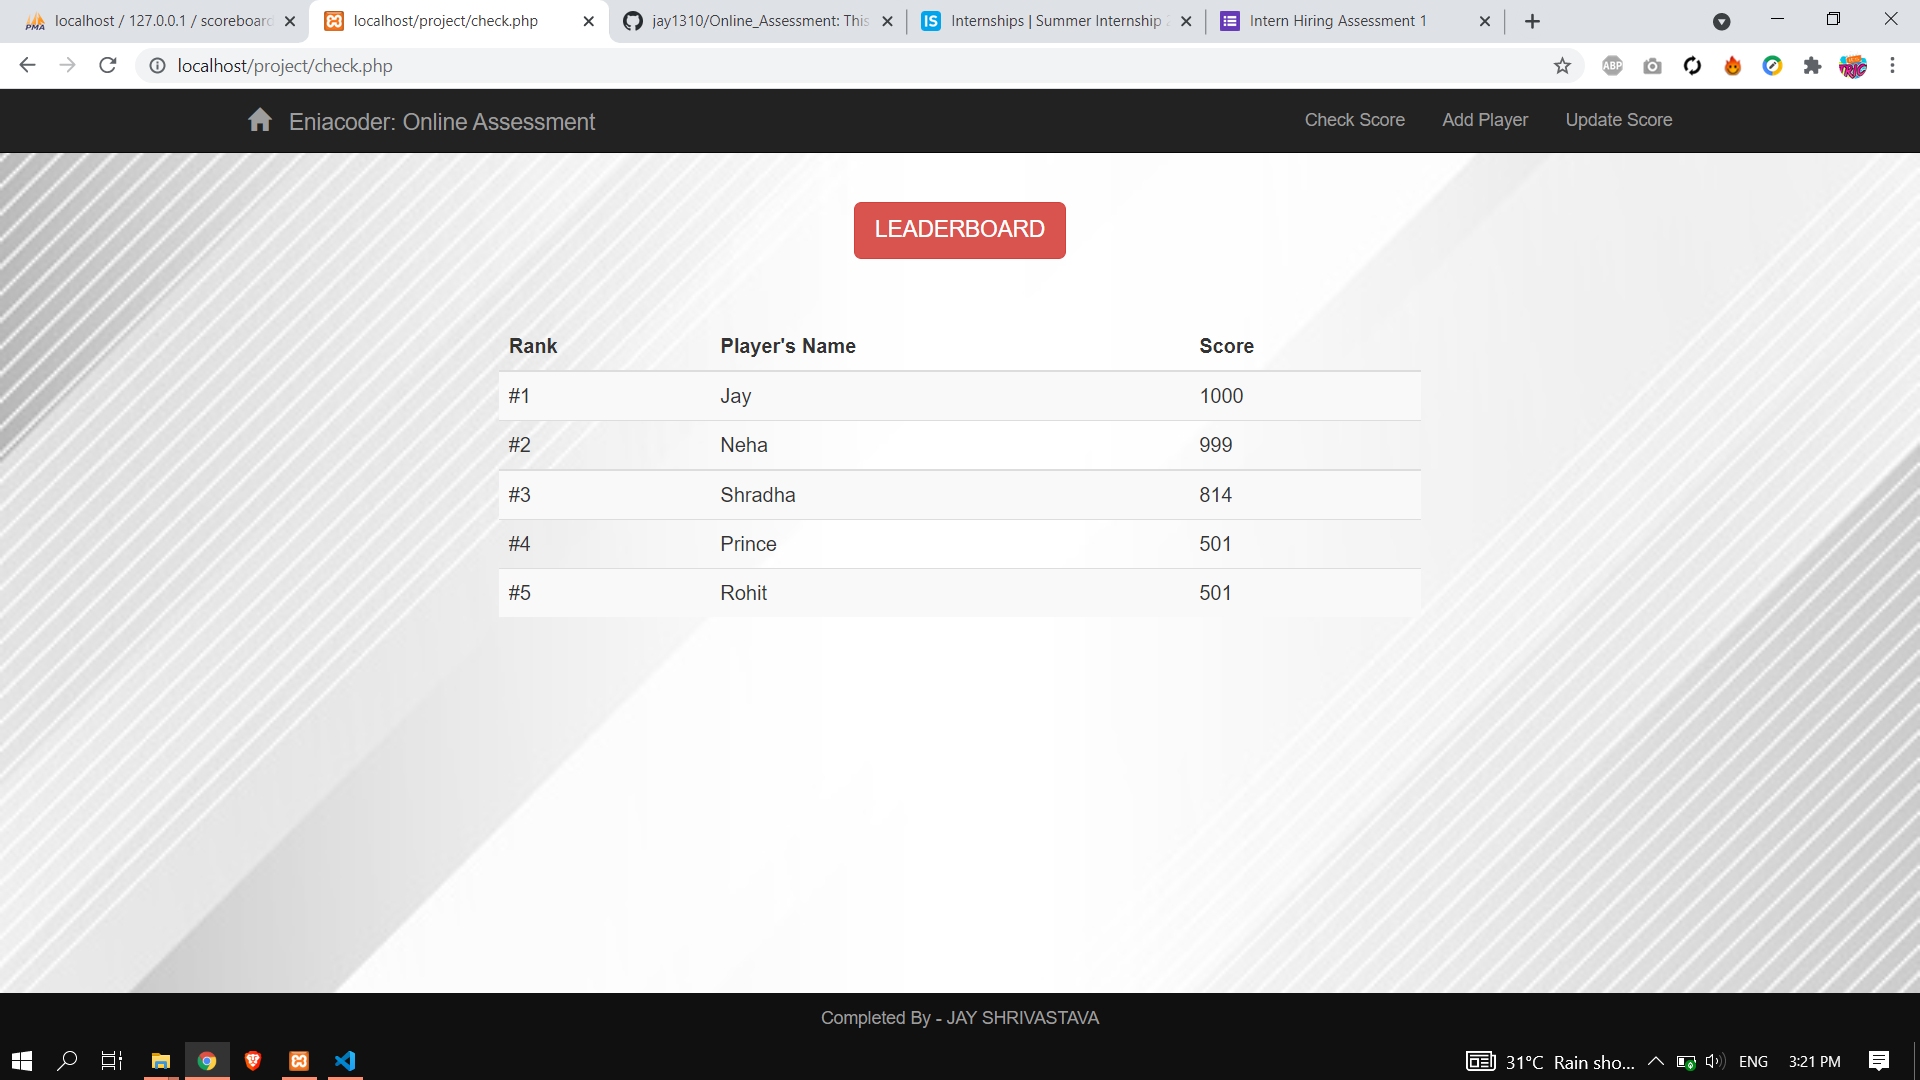 localhost / 127.0.0.1 / scoreboard
localhost/project/check.php
jay1310/Online_Assessment: This
Internships | Summer Internship 2
Intern Hiring Assessment 1
localhost/project/check.php
ABP
Eniacoder: Online Assessment
Check Score
Add Player
Update Score
LEADERBOARD
Rank Player's Name Score
#1 Jay 1000
#2 Neha 999
#3 Shradha 814
#4 Prince 501
#5 Rohit 501
Completed By - JAY SHRIVASTAVA
31°C Rain sho... ENG 3:21 PM